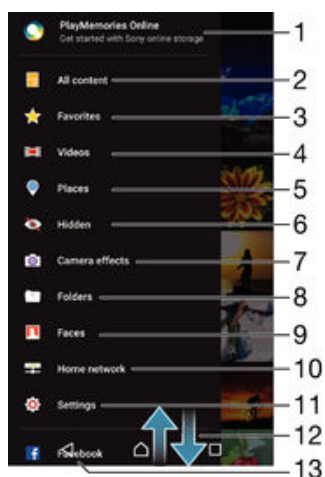 PlayMemories Online 1
Get started with Sony online storage
All content 2
Favorites 3
Videos 4
Places 5
Hidden 6
Camera effects 7
Folders 8
Faces 9
Home network 10
Settings 11
12
Facebook
13